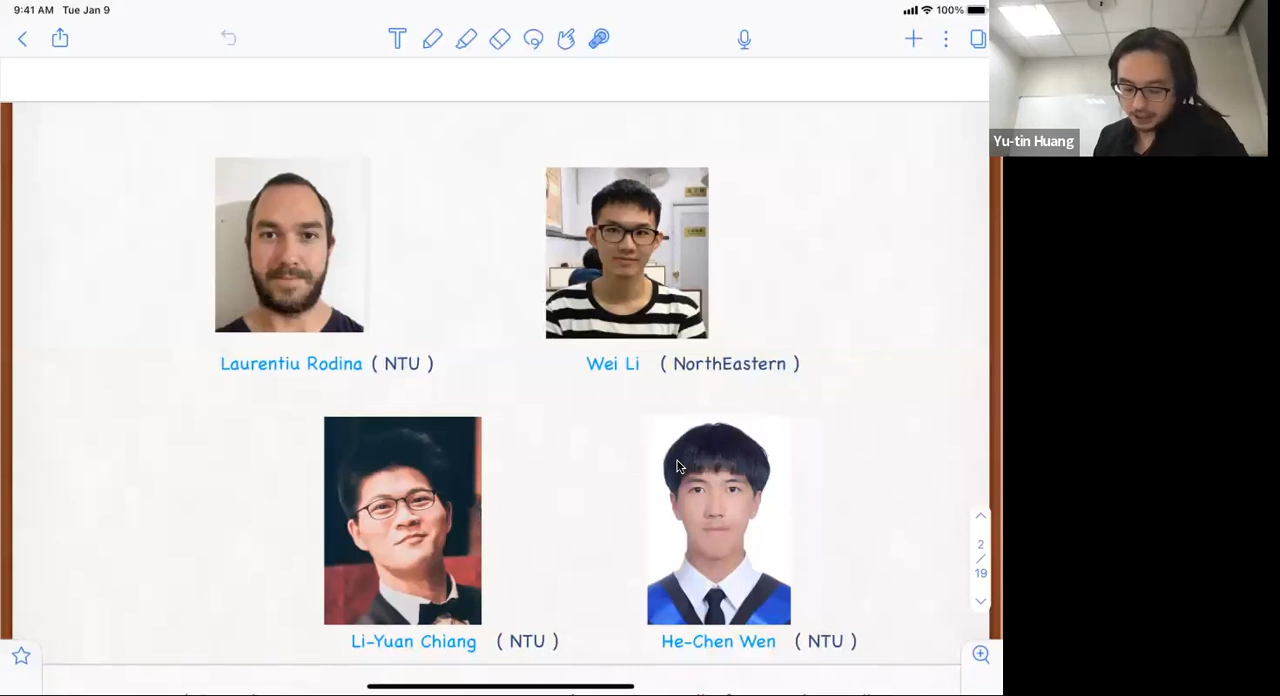 9:41 AM Tue Jan 9
100%
Yu-tin Huang
Laurentiu Rodina ( NTU )
Wei Li ( NorthEastern )
Li-Yuan Chiang ( NTU )
He-Chen Wen ( NTU )
2
/
19